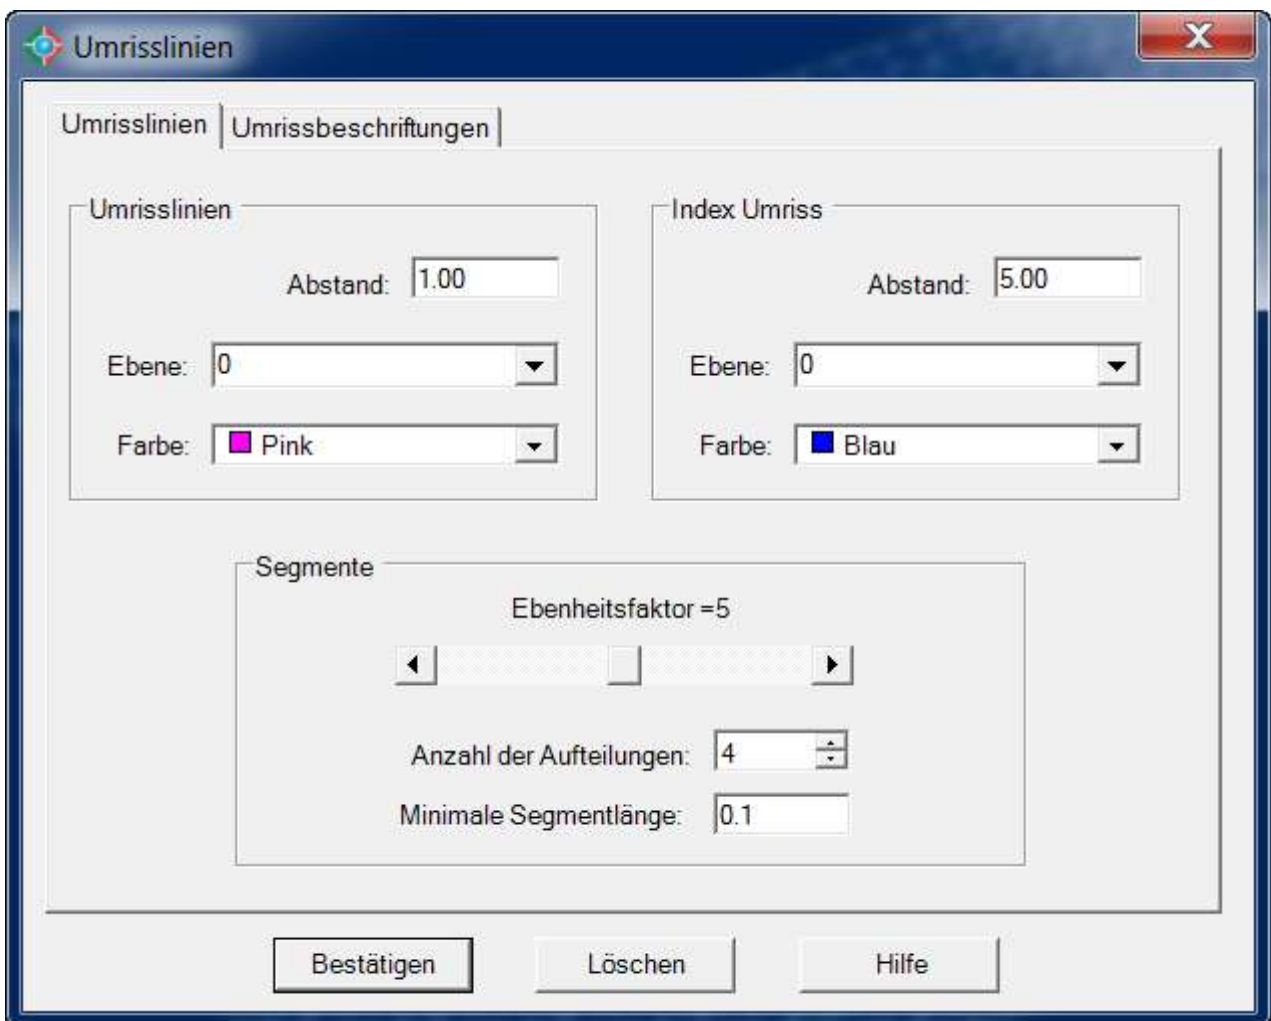 Umrisslinien
Umrisslinien Umrissbeschriftungen
Umrisslinien
Abstand: 1.00
Ebene: 0
Farbe: Pink
Index Umriss
Abstand: 5.00
Ebene: 0
Farbe: Blau
Segmente
Ebenheitsfaktor =5
Anzahl der Aufteilungen: 4
Minimale Segmentlänge: 0.1
Bestätigen Löschen Hilfe